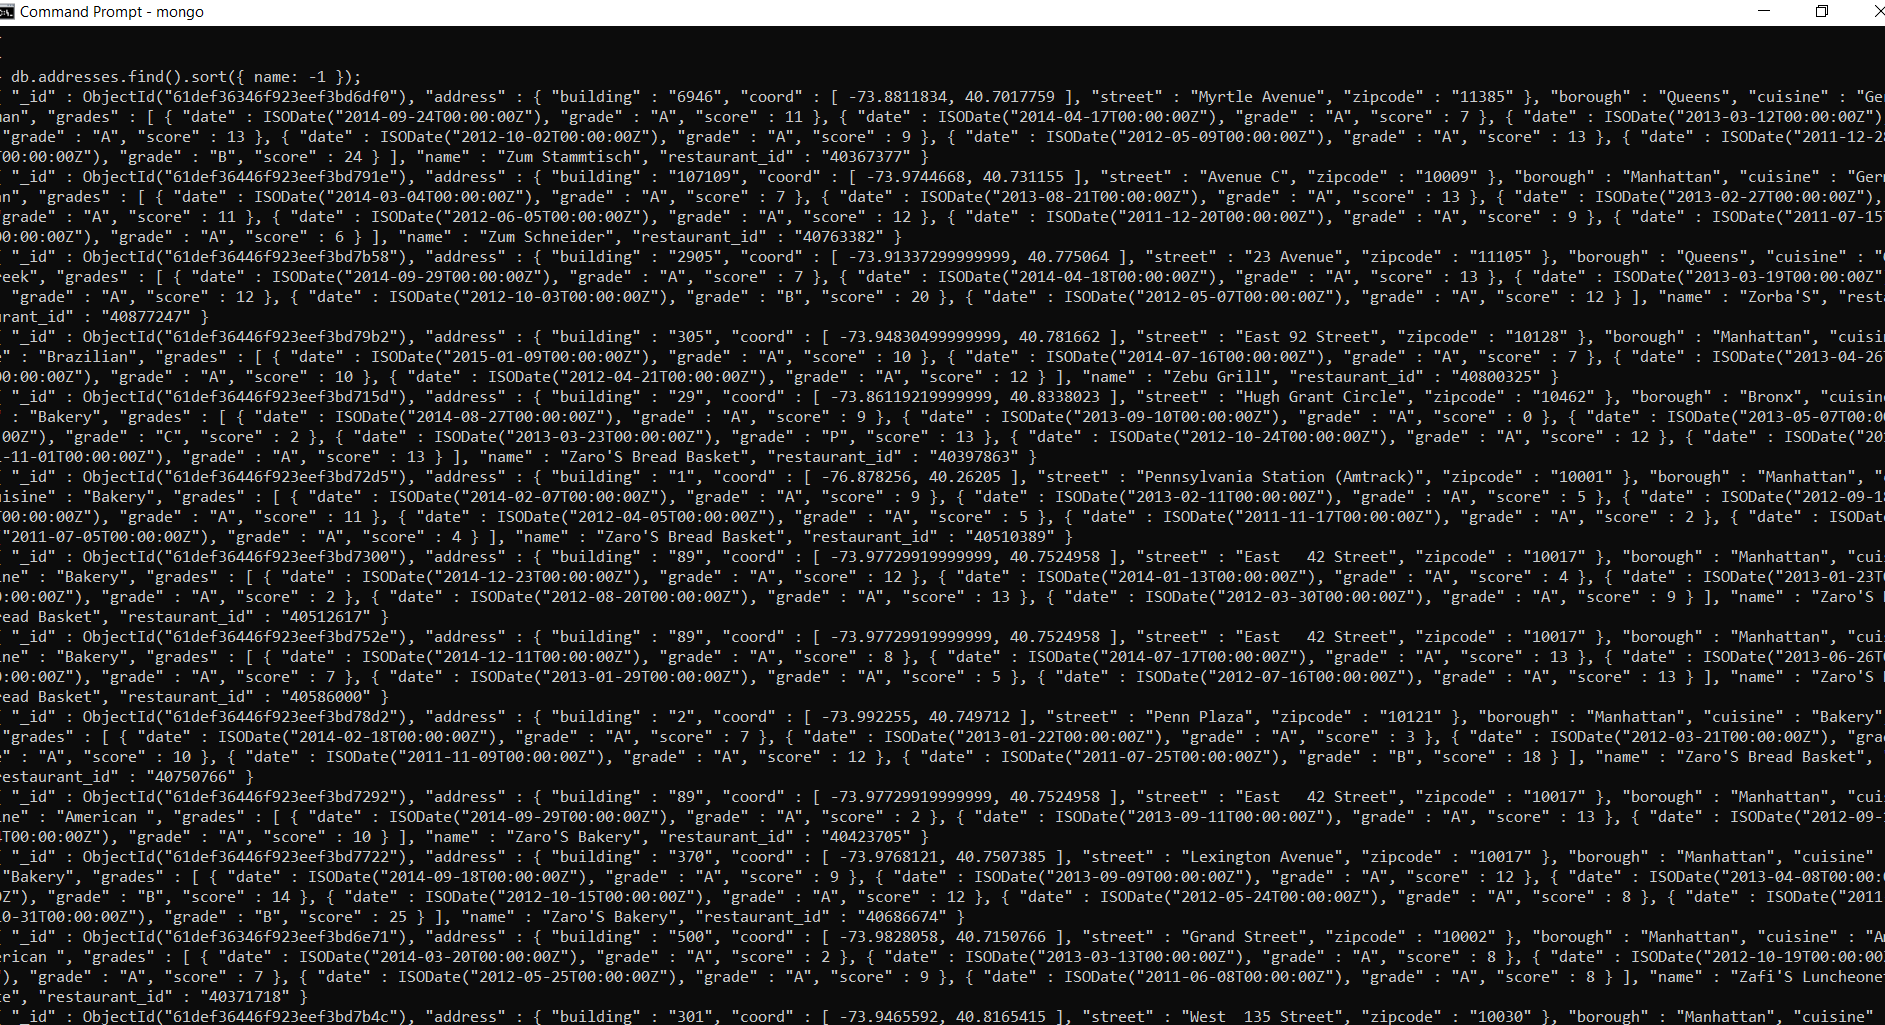 Command Prompt - mongo
db.addresses.find().sort({ name: -1 });
"_id" : ObjectId("61def36346f923eef3bd6df0"), "address" : { "building" : "6946", "coord" : [ -73.8811834, 40.7017759 ], "street" : "Myrtle Avenue", "zipcode" : "11385" }, "borough" : "Queens", "cuisine" : "Ger
an", "grades" : [ { "date" : ISODate("2014-09-24T00:00:00Z"), "grade" : "A", "score" : 11 }, { "date" : ISODate("2014-04-17T00:00:00Z"), "grade" : "A", "score" : 7 }, { "date" : ISODate("2013-03-12T00:00:00Z")
"grade" : "A", "score" : 13 }, { "date" : ISODate("2012-10-02T00:00:00Z"), "grade" : "A", "score" : 9 }, { "date" : ISODate("2012-05-09T00:00:00Z"), "grade" : "A", "score" : 13 }, { "date" : ISODate("2011-12-28
T00:00:00Z"), "grade" : "B", "score" : 24 } ], "name" : "Zum Stammtisch", "restaurant_id" : "40367377" }
"_id" : ObjectId("61def36446f923eef3bd791e"), "address" : { "building" : "107109", "coord" : [ -73.9744668, 40.731155 ], "street" : "Avenue C", "zipcode" : "10009" }, "borough" : "Manhattan", "cuisine" : "Ger
n", "grades" : [ { "date" : ISODate("2014-03-04T00:00:00Z"), "grade" : "A", "score" : 7 }, { "date" : ISODate("2013-08-21T00:00:00Z"), "grade" : "A", "score" : 13 }, { "date" : ISODate("2013-02-27T00:00:00Z"),
grade" : "A", "score" : 11 }, { "date" : ISODate("2012-06-05T00:00:00Z"), "grade" : "A", "score" : 12 }, { "date" : ISODate("2011-12-20T00:00:00Z"), "grade" : "A", "score" : 9 }, { "date" : ISODate("2011-07-15
00:00:00Z"), "grade" : "A", "score" : 6 } ], "name" : "Zum Schneider", "restaurant_id" : "40763382" }
"_id" : ObjectId("61def36446f923eef3bd7b58"), "address" : { "building" : "2905", "coord" : [ -73.91337299999999, 40.775064 ], "street" : "23 Avenue", "zipcode" : "11105" }, "borough" : "Queens", "cuisine" : "
reek", "grades" : [ { "date" : ISODate("2014-09-29T00:00:00Z"), "grade" : "A", "score" : 7 }, { "date" : ISODate("2014-04-18T00:00:00Z"), "grade" : "A", "score" : 13 }, { "date" : ISODate("2013-03-19T00:00:00Z"
"grade" : "A", "score" : 12 }, { "date" : ISODate("2012-10-03T00:00:00Z"), "grade" : "B", "score" : 20 }, { "date" : ISODate("2012-05-07T00:00:00Z"), "grade" : "A", "score" : 12 } ], "name" : "Zorba'S", "rest
urant_id" : "40877247" }
"_id" : ObjectId("61def36446f923eef3bd79b2"), "address" : { "building" : "305", "coord" : [ -73.94830499999999, 40.781662 ], "street" : "East 92 Street", "zipcode" : "10128" }, "borough" : "Manhattan", "cuisin
" : "Brazilian", "grades" : [ { "date" : ISODate("2015-01-09T00:00:00Z"), "grade" : "A", "score" : 10 }, { "date" : ISODate("2014-07-16T00:00:00Z"), "grade" : "A", "score" : 7 }, { "date" : ISODate("2013-04-26
00:00:00Z"), "grade" : "A", "score" : 10 }, { "date" : ISODate("2012-04-21T00:00:00Z"), "grade" : "A", "score" : 12 } ], "name" : "Zebu Grill", "restaurant_id" : "40800325" }
"_id" : ObjectId("61def36446f923eef3bd715d"), "address" : { "building" : "29", "coord" : [ -73.86119219999999, 40.8338023 ], "street" : "Hugh Grant Circle", "zipcode" : "10462" }, "borough" : "Bronx", "cuisin
" : "Bakery", "grades" : [ { "date" : ISODate("2014-08-27T00:00:00Z"), "grade" : "A", "score" : 9 }, { "date" : ISODate("2013-09-10T00:00:00Z"), "grade" : "A", "score" : 0 }, { "date" : ISODate("2013-05-07T00:0
00Z"), "grade" : "C", "score" : 2 }, { "date" : ISODate("2013-03-23T00:00:00Z"), "grade" : "P", "score" : 13 }, { "date" : ISODate("2012-10-24T00:00:00Z"), "grade" : "A", "score" : 12 }, { "date" : ISODate("20
-11-01T00:00:00Z"), "grade" : "A", "score" : 13 } ], "name" : "Zaro'S Bread Basket", "restaurant_id" : "40397863" }
"_id" : ObjectId("61def36446f923eef3bd72d5"), "address" : { "building" : "1", "coord" : [ -76.878256, 40.26205 ], "street" : "Pennsylvania Station (Amtrack)", "zipcode" : "10001" }, "borough" : "Manhattan", "
uisine" : "Bakery", "grades" : [ { "date" : ISODate("2014-02-07T00:00:00Z"), "grade" : "A", "score" : 9 }, { "date" : ISODate("2013-02-11T00:00:00Z"), "grade" : "A", "score" : 5 }, { "date" : ISODate("2012-09-1
T00:00:00Z"), "grade" : "A", "score" : 11 }, { "date" : ISODate("2012-04-05T00:00:00Z"), "grade" : "A", "score" : 5 }, { "date" : ISODate("2011-11-17T00:00:00Z"), "grade" : "A", "score" : 2 }, { "date" : ISODat
"2011-07-05T00:00:00Z"), "grade" : "A", "score" : 4 } ], "name" : "Zaro'S Bread Basket", "restaurant_id" : "40510389" }
"_id" : ObjectId("61def36446f923eef3bd7300"), "address" : { "building" : "89", "coord" : [ -73.97729919999999, 40.7524958 ], "street" : "East   42 Street", "zipcode" : "10017" }, "borough" : "Manhattan", "cui
ine" : "Bakery", "grades" : [ { "date" : ISODate("2014-12-23T00:00:00Z"), "grade" : "A", "score" : 12 }, { "date" : ISODate("2014-01-13T00:00:00Z"), "grade" : "A", "score" : 4 }, { "date" : ISODate("2013-01-23T
:00:00Z"), "grade" : "A", "score" : 2 }, { "date" : ISODate("2012-08-20T00:00:00Z"), "grade" : "A", "score" : 13 }, { "date" : ISODate("2012-03-30T00:00:00Z"), "grade" : "A", "score" : 9 } ], "name" : "Zaro'S
ead Basket", "restaurant_id" : "40512617" }
"_id" : ObjectId("61def36446f923eef3bd752e"), "address" : { "building" : "89", "coord" : [ -73.97729919999999, 40.7524958 ], "street" : "East   42 Street", "zipcode" : "10017" }, "borough" : "Manhattan", "cui
ine" : "Bakery", "grades" : [ { "date" : ISODate("2014-12-11T00:00:00Z"), "grade" : "A", "score" : 8 }, { "date" : ISODate("2014-07-17T00:00:00Z"), "grade" : "A", "score" : 13 }, { "date" : ISODate("2013-06-26T
:00:00Z"), "grade" : "A", "score" : 7 }, { "date" : ISODate("2013-01-29T00:00:00Z"), "grade" : "A", "score" : 5 }, { "date" : ISODate("2012-07-16T00:00:00Z"), "grade" : "A", "score" : 13 } ], "name" : "Zaro'S
ead Basket", "restaurant_id" : "40586000" }
"_id" : ObjectId("61def36446f923eef3bd78d2"), "address" : { "building" : "2", "coord" : [ -73.992255, 40.749712 ], "street" : "Penn Plaza", "zipcode" : "10121" }, "borough" : "Manhattan", "cuisine" : "Bakery"
"grades" : [ { "date" : ISODate("2014-02-18T00:00:00Z"), "grade" : "A", "score" : 7 }, { "date" : ISODate("2013-01-22T00:00:00Z"), "grade" : "A", "score" : 3 }, { "date" : ISODate("2012-03-21T00:00:00Z"), "gra
" : "A", "score" : 10 }, { "date" : ISODate("2011-11-09T00:00:00Z"), "grade" : "A", "score" : 12 }, { "date" : ISODate("2011-07-25T00:00:00Z"), "grade" : "B", "score" : 18 } ], "name" : "Zaro'S Bread Basket",
estaurant_id" : "40750766" }
"_id" : ObjectId("61def36446f923eef3bd7292"), "address" : { "building" : "89", "coord" : [ -73.97729919999999, 40.7524958 ], "street" : "East   42 Street", "zipcode" : "10017" }, "borough" : "Manhattan", "cui
ine" : "American ", "grades" : [ { "date" : ISODate("2014-09-29T00:00:00Z"), "grade" : "A", "score" : 2 }, { "date" : ISODate("2013-09-11T00:00:00Z"), "grade" : "A", "score" : 13 }, { "date" : ISODate("2012-09-
T00:00:00Z"), "grade" : "A", "score" : 10 } ], "name" : "Zaro'S Bakery", "restaurant_id" : "40423705" }
"_id" : ObjectId("61def36446f923eef3bd7722"), "address" : { "building" : "370", "coord" : [ -73.9768121, 40.7507385 ], "street" : "Lexington Avenue", "zipcode" : "10017" }, "borough" : "Manhattan", "cuisine"
"Bakery", "grades" : [ { "date" : ISODate("2014-09-18T00:00:00Z"), "grade" : "A", "score" : 9 }, { "date" : ISODate("2013-09-09T00:00:00Z"), "grade" : "A", "score" : 12 }, { "date" : ISODate("2013-04-08T00:00:
Z"), "grade" : "B", "score" : 14 }, { "date" : ISODate("2012-10-15T00:00:00Z"), "grade" : "A", "score" : 12 }, { "date" : ISODate("2012-05-24T00:00:00Z"), "grade" : "A", "score" : 8 }, { "date" : ISODate("2011
0-31T00:00:00Z"), "grade" : "B", "score" : 25 } ], "name" : "Zaro'S Bakery", "restaurant_id" : "40686674" }
"_id" : ObjectId("61def36346f923eef3bd6e71"), "address" : { "building" : "500", "coord" : [ -73.9828058, 40.7150766 ], "street" : "Grand Street", "zipcode" : "10002" }, "borough" : "Manhattan", "cuisine" : "A
erican ", "grades" : [ { "date" : ISODate("2014-03-20T00:00:00Z"), "grade" : "A", "score" : 2 }, { "date" : ISODate("2013-03-13T00:00:00Z"), "grade" : "A", "score" : 8 }, { "date" : ISODate("2012-10-19T00:00:00
"), "grade" : "A", "score" : 7 }, { "date" : ISODate("2012-05-25T00:00:00Z"), "grade" : "A", "score" : 9 }, { "date" : ISODate("2011-06-08T00:00:00Z"), "grade" : "A", "score" : 8 } ], "name" : "Zafi'S Luncheone
e", "restaurant_id" : "40371718" }
"_id" : ObjectId("61def36446f923eef3bd7b4c"), "address" : { "building" : "301", "coord" : [ -73.9465592, 40.8165415 ], "street" : "West  135 Street", "zipcode" : "10030" }, "borough" : "Manhattan", "cuisine"